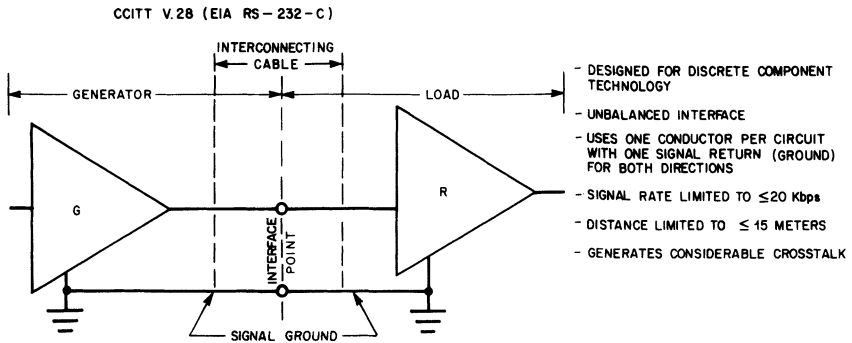 CCITT V.28 (EIA RS-232-C)
INTERCONNECTING
CABLE
GENERATOR
LOAD
G
R
INTERFACE
POINT
SIGNAL GROUND
- DESIGNED FOR DISCRETE COMPONENT
TECHNOLOGY
- UNBALANCED INTERFACE
- USES ONE CONDUCTOR PER CIRCUIT
WITH ONE SIGNAL RETURN (GROUND)
FOR BOTH DIRECTIONS
- SIGNAL RATE LIMITED TO ≤20 Kbps
- DISTANCE LIMITED TO ≤ 15 METERS
- GENERATES CONSIDERABLE CROSSTALK